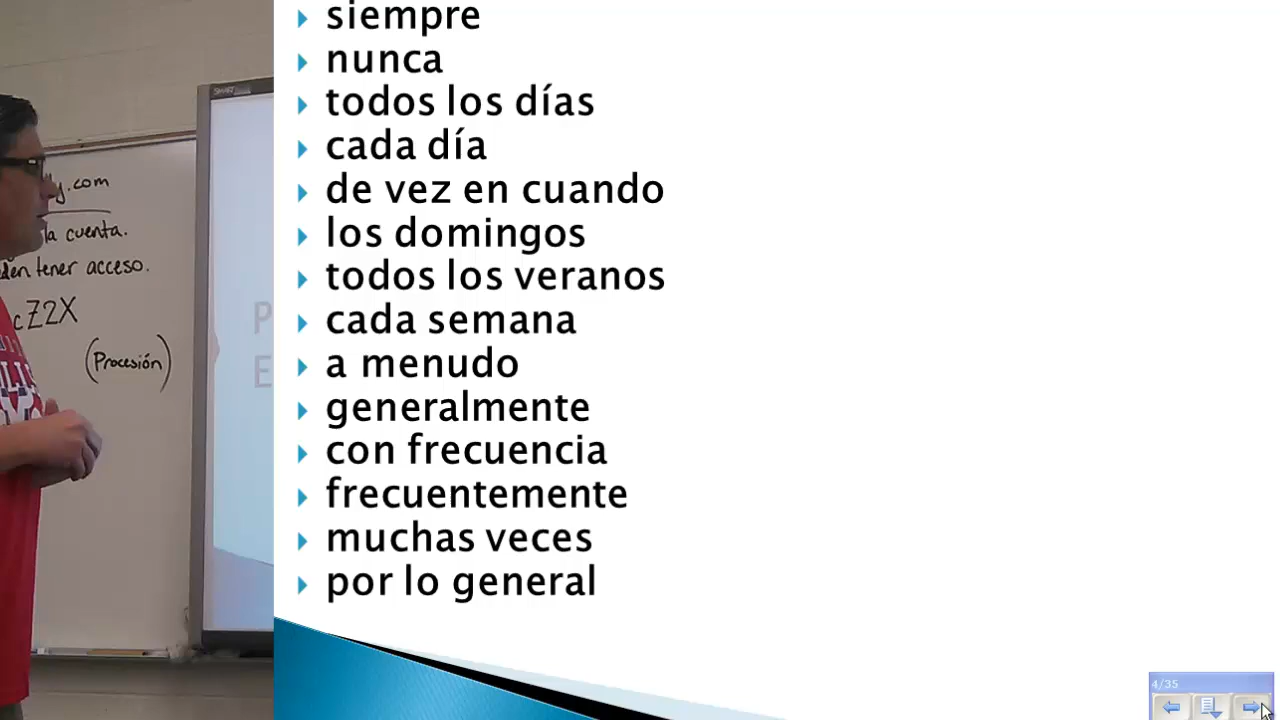 siempre
nunca
todos los días
cada día
de vez en cuando
los domingos
todos los veranos
cada semana
a menudo
generalmente
con frecuencia
frecuentemente
muchas veces
por lo general
4/35
SMART
.com
la cuenta.
tener acceso.
cZ2X
(Procesión)
P
E